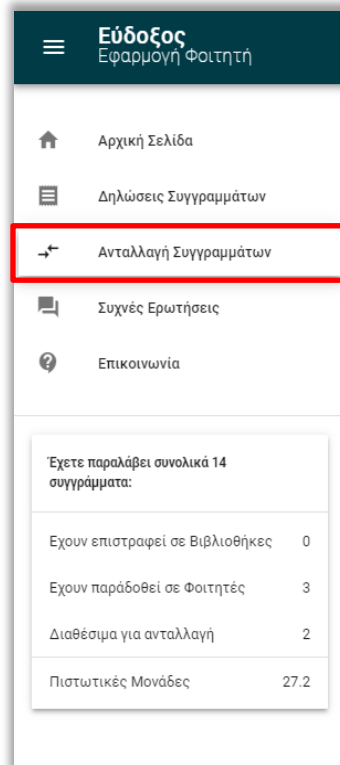 Εύδοξος
Εφαρμογή Φοιτητή
Αρχική Σελίδα
Δηλώσεις Συγγραμμάτων
Ανταλλαγή Συγγραμμάτων
Συχνές Ερωτήσεις
Επικοινωνία
Έχετε παραλάβει συνολικά 14
συγγράμματα:
Εχουν επιστραφεί σε Βιβλιοθήκες 0
Εχουν παράδοθεί σε Φοιτητές 3
Διαθέσιμα για ανταλλαγή 2
Πιστωτικές Μονάδες 27.2